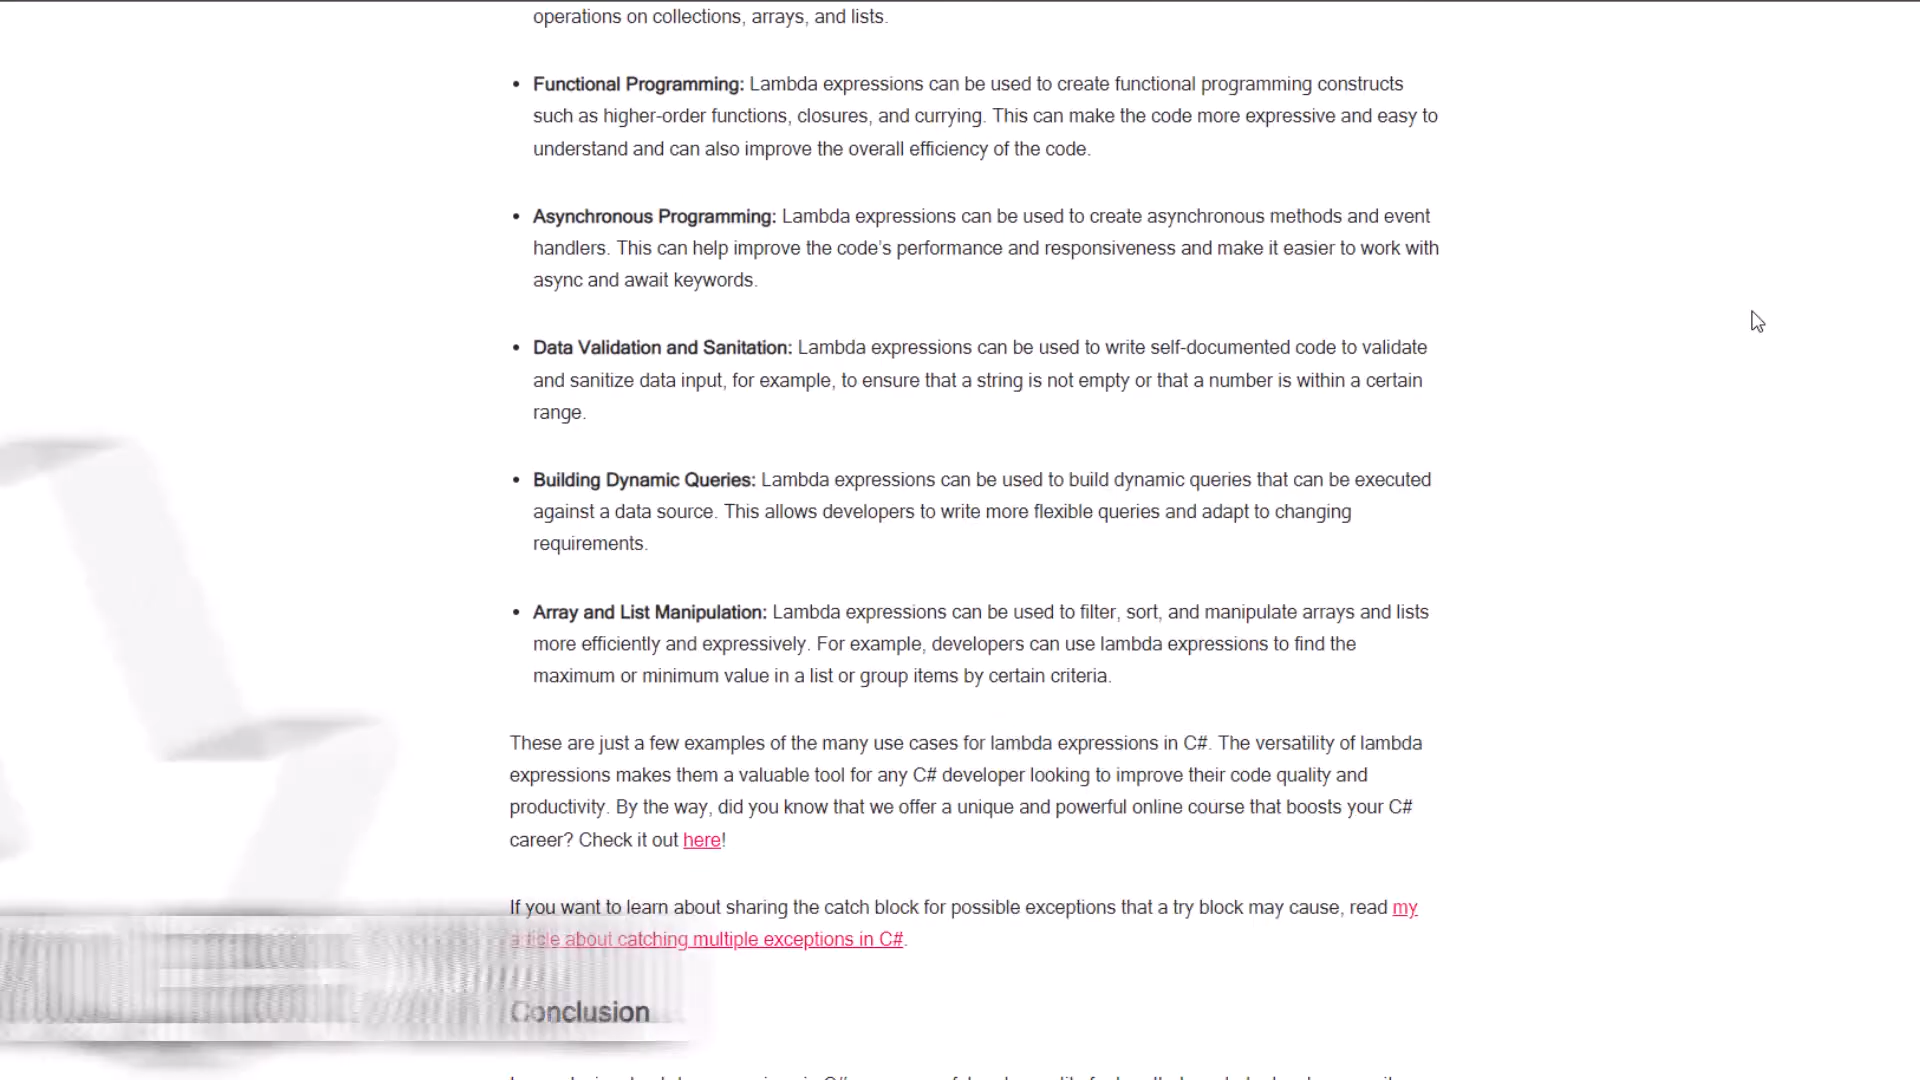 operations on collections, arrays, and lists.
• Functional Programming: Lambda expressions can be used to create functional programming constructs
such as higher-order functions, closures, and currying. This can make the code more expressive and easy to
understand and can also improve the overall efficiency of the code.
• Asynchronous Programming: Lambda expressions can be used to create asynchronous methods and event
handlers. This can help improve the code's performance and responsiveness and make it easier to work with
async and await keywords.
• Data Validation and Sanitation: Lambda expressions can be used to write self-documented code to validate
and sanitize data input, for example, to ensure that a string is not empty or that a number is within a certain
range.
• Building Dynamic Queries: Lambda expressions can be used to build dynamic queries that can be executed
against a data source. This allows developers to write more flexible queries and adapt to changing
requirements.
• Array and List Manipulation: Lambda expressions can be used to filter, sort, and manipulate arrays and lists
more efficiently and expressively. For example, developers can use lambda expressions to find the
maximum or minimum value in a list or group items by certain criteria.
These are just a few examples of the many use cases for lambda expressions in C#. The versatility of lambda
expressions makes them a valuable tool for any C# developer looking to improve their code quality and
productivity. By the way, did you know that we offer a unique and powerful online course that boosts your C#
career? Check it out here!
If you want to learn about sharing the catch block for possible exceptions that a try block may cause, read my
article about catching multiple exceptions in C#.
Conclusion